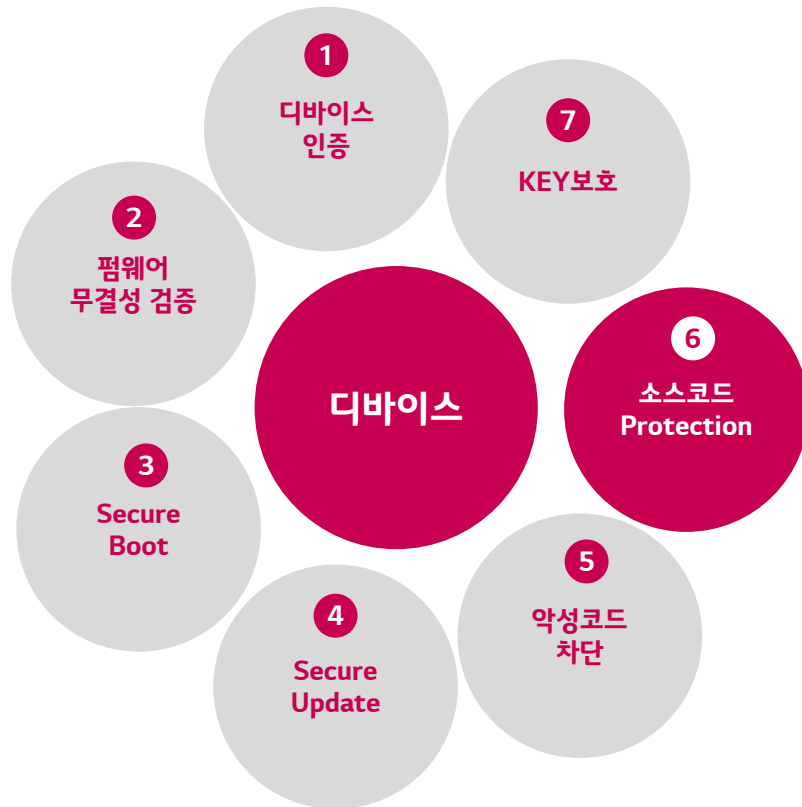 1
디바이스
인증
2
펌웨어
무결성 검증
3
Secure
Boot
4
Secure
Update
5
악성코드
차단
6
소스코드
Protection
7
KEY보호
디바이스